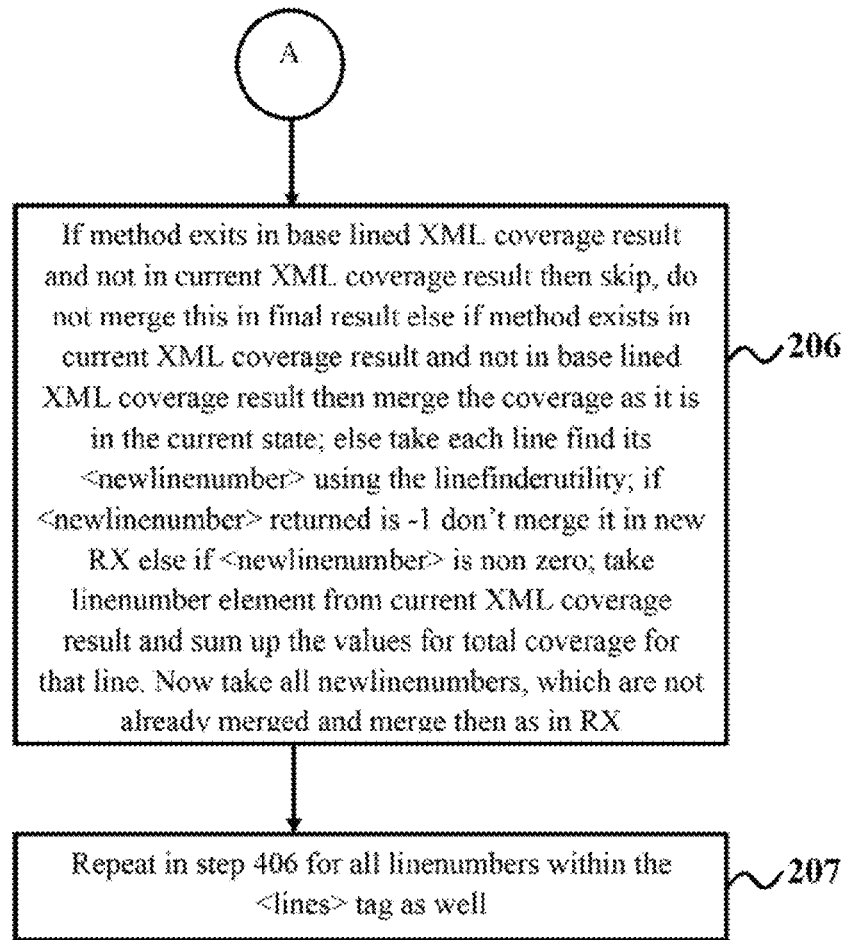 A
If method exits in base lined XML coverage result
and not in current XML coverage result then skip, do
not merge this in final result else if method exists in
current XML coverage result and not in base lined
XML coverage result then merge the coverage as it is
in the current state; else take each line find its
<newlinenumber> using the linefinderutility; if
<newlinenumber> returned is -1 don't merge it in new
RX else if <newlinenumber> is non zero; take
linenumber element from current XML coverage
result and sum up the values for total coverage for
that line. Now take all newlinenumbers, which are not
already merged and merge then as in RX
206
Repeat in step 406 for all linenumbers within the
<lines> tag as well
207